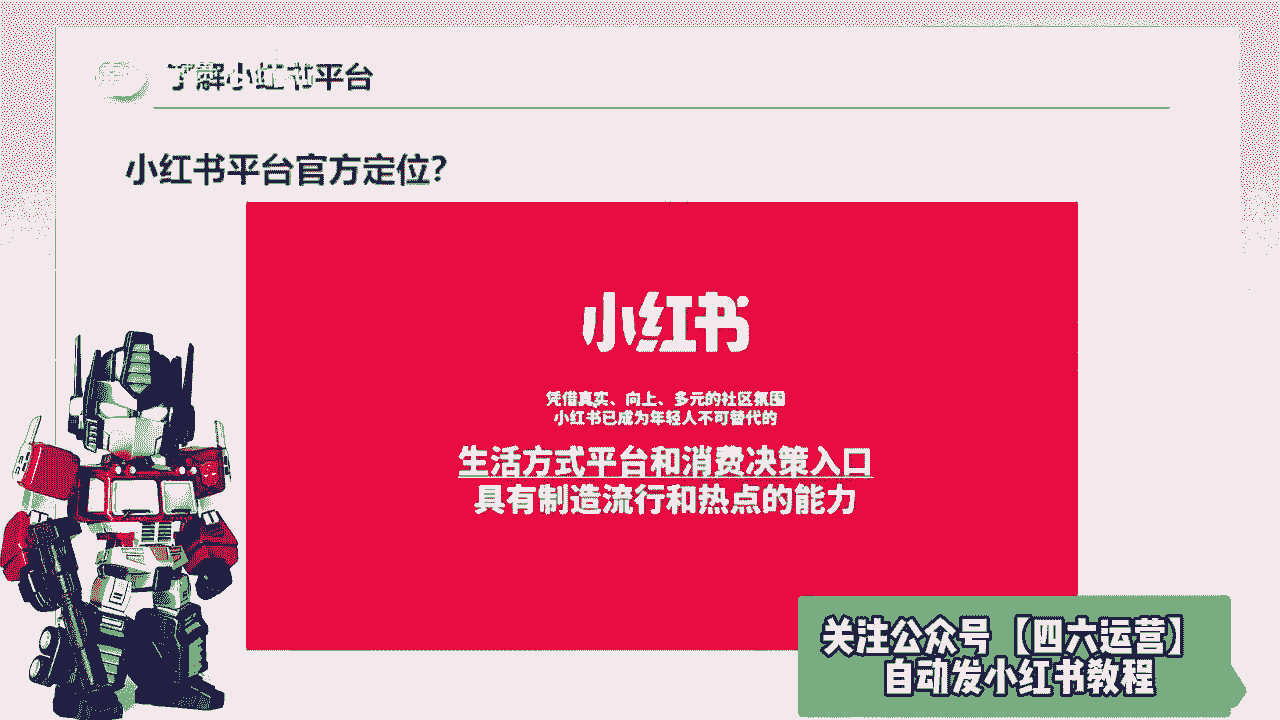 了解小红书平台
小红书平台官方定位？
小红书
凭借真实、向上、多元的社区氛围
小红书已成为年轻人不可替代的
生活方式平台和消费决策入口
具有制造流行和热点的能力
关注公众号【四六运营】
自动发小红书教程